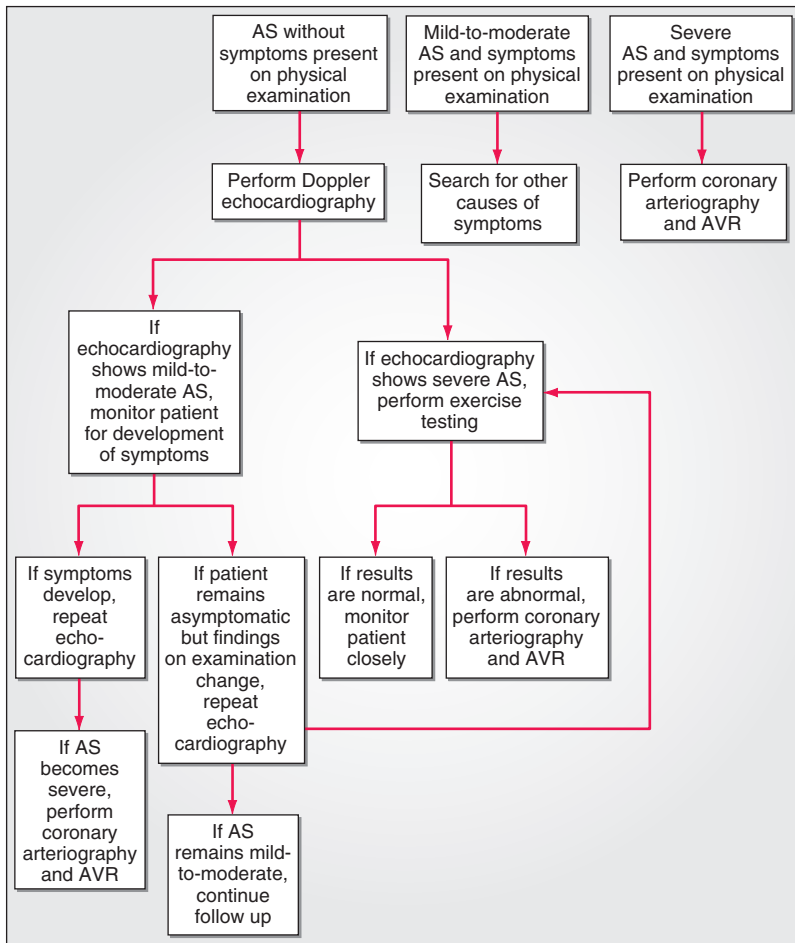 AS without
symptoms present
on physical
examination
Mild-to-moderate
AS and symptoms
present on physical
examination
Severe
AS and symptoms
present on physical
examination
Perform Doppler
echocardiography
Search for other
causes of
symptoms
Perform coronary
arteriography
and AVR
If
echocardiography
shows mild-to-
moderate AS,
monitor patient
for development
of symptoms
If echocardiography
shows severe AS,
perform exercise
testing
If symptoms
develop,
repeat
echo-
cardiography
If patient
remains
asymptomatic
but findings
on examination
change,
repeat
echo-
cardiography
If results
are normal,
monitor
patient
closely
If results
are abnormal,
perform coronary
arteriography
and AVR
If AS
becomes
severe,
perform
coronary
arteriography
and AVR
If AS
remains mild-
to-moderate,
continue
follow up